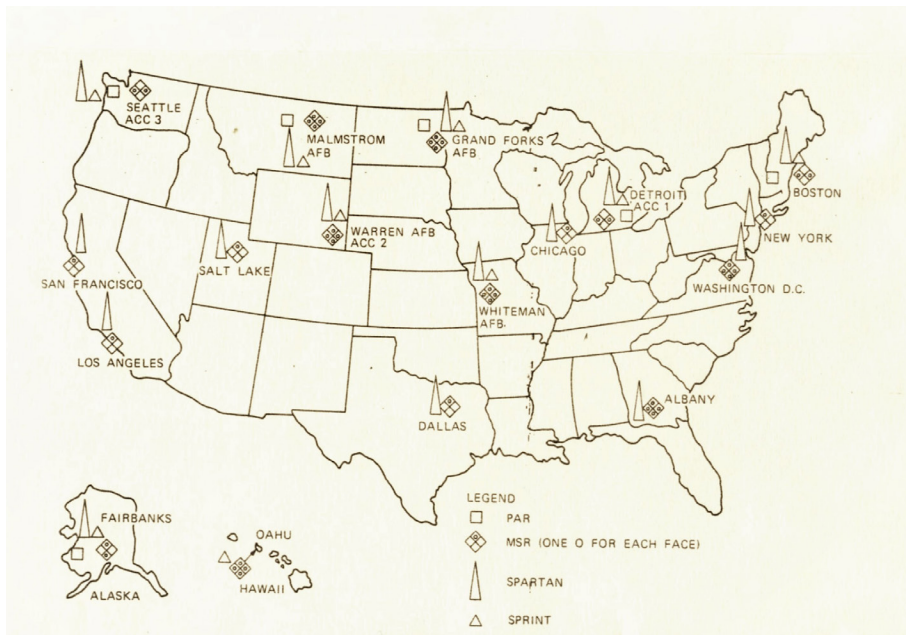 SEATTLE
ACC 3
MALMSTROM
AFB
GRAND FORKS
AFB
BOSTON
DETROIT
ACC 1
NEW YORK
WARREN AFB
ACC 2
CHICAGO
SALT LAKE
SAN FRANCISCO
WASHINGTON D.C.
WHITEMAN
AFB
LOS ANGELES
DALLAS
ALBANY
FAIRBANKS
ALASKA
OAHU
HAWAII
LEGEND
PAR
MSR (ONE O FOR EACH FACE)
SPARTAN
SPRINT